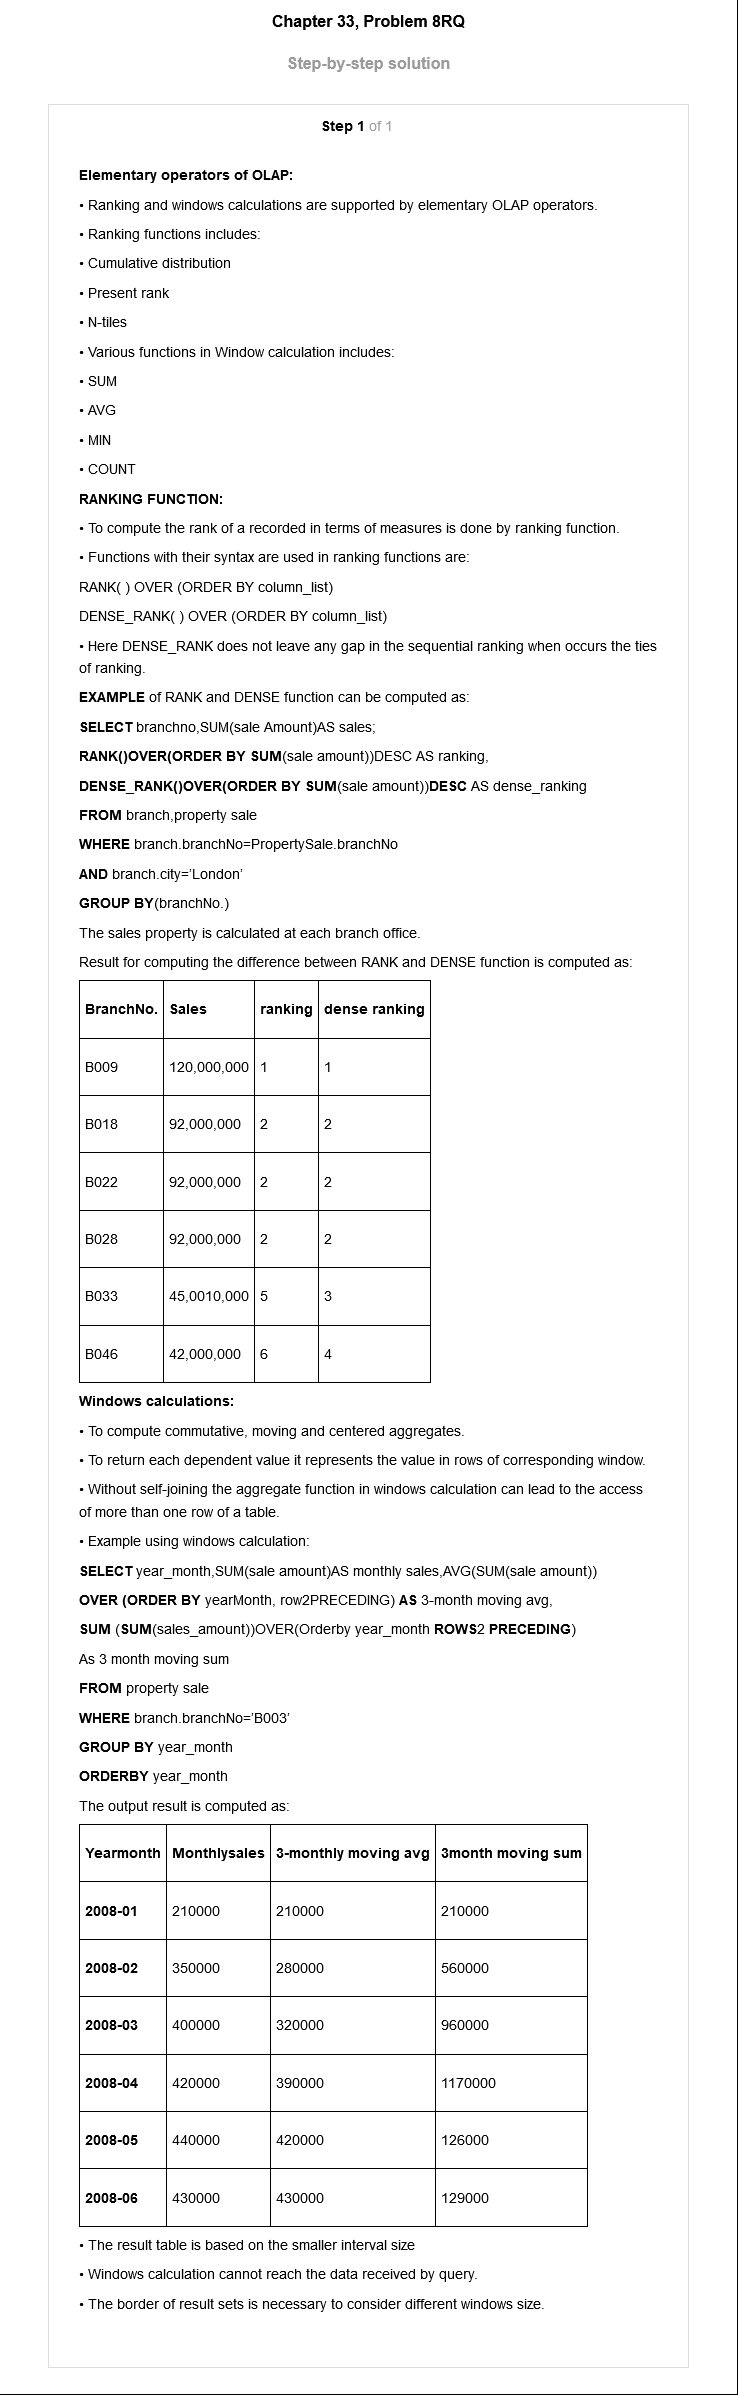 Chapter 33, Problem 8RQ
Step-by-step solution
Step 1 of 1
Elementary operators of OLAP:
• Ranking and windows calculations are supported by elementary OLAP operators.
• Ranking functions includes:
• Cumulative distribution
• Present rank
• N-tiles
• Various functions in Window calculation includes:
• SUM
• AVG
• MIN
• COUNT
RANKING FUNCTION:
• To compute the rank of a recorded in terms of measures is done by ranking function.
• Functions with their syntax are used in ranking functions are:
RANK( ) OVER (ORDER BY column_list)
DENSE_RANK( ) OVER (ORDER BY column_list)
• Here DENSE_RANK does not leave any gap in the sequential ranking when occurs the ties
of ranking.
EXAMPLE of RANK and DENSE function can be computed as:
SELECT branchno,SUM(sale Amount)AS sales;
RANK()OVER(ORDER BY SUM(sale amount))DESC AS ranking,
DENSE_RANK()OVER(ORDER BY SUM(sale amount))DESC AS dense_ranking
FROM branch,property sale
WHERE branch.branchNo=PropertySale.branchNo
AND branch.city=’London’
GROUP BY(branchNo.)
The sales property is calculated at each branch office.
Result for computing the difference between RANK and DENSE function is computed as:
BranchNo. Sales ranking dense ranking
B009 120,000,000 1 1
B018 92,000,000 2 2
B022 92,000,000 2 2
B028 92,000,000 2 2
B033 45,0010,000 5 3
B046 42,000,000 6 4
Windows calculations:
• To compute commutative, moving and centered aggregates.
• To return each dependent value it represents the value in rows of corresponding window.
• Without self-joining the aggregate function in windows calculation can lead to the access
of more than one row of a table.
• Example using windows calculation:
SELECT year_month,SUM(sale amount)AS monthly sales,AVG(SUM(sale amount))
OVER (ORDER BY yearMonth, row2PRECEDING) AS 3-month moving avg,
SUM (SUM(sales_amount))OVER(Orderby year_month ROWS2 PRECEDING)
As 3 month moving sum
FROM property sale
WHERE branch.branchNo=’B003’
GROUP BY year_month
ORDERBY year_month
The output result is computed as:
Yearmonth Monthlysales 3-monthly moving avg 3month moving sum
2008-01 210000 210000 210000
2008-02 350000 280000 560000
2008-03 400000 320000 960000
2008-04 420000 390000 1170000
2008-05 440000 420000 126000
2008-06 430000 430000 129000
• The result table is based on the smaller interval size
• Windows calculation cannot reach the data received by query.
• The border of result sets is necessary to consider different windows size.